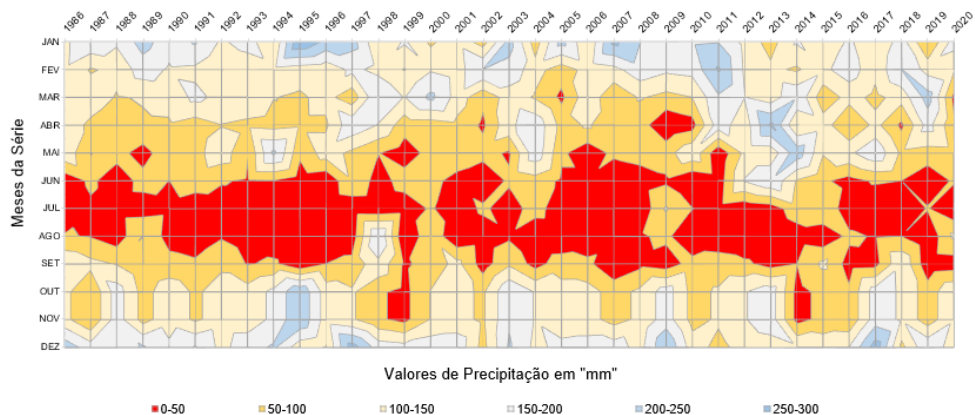 1986 1987 1988 1989 1990 1991 1992 1993 1994 1995 1996 1997 1998 1999 2000 2001 2002 2003 2004 2005 2006 2007 2008 2009 2010 2011 2012 2013 2014 2015 2016 2017 2018 2019
JAN
FEV
MAR
ABR
MAI
JUN
JUL
AGO
SET
OUT
NOV
DEZ
Meses da Série
Valores de Precipitação em "mm"
0-50 50-100 100-150 150-200 200-250 250-300